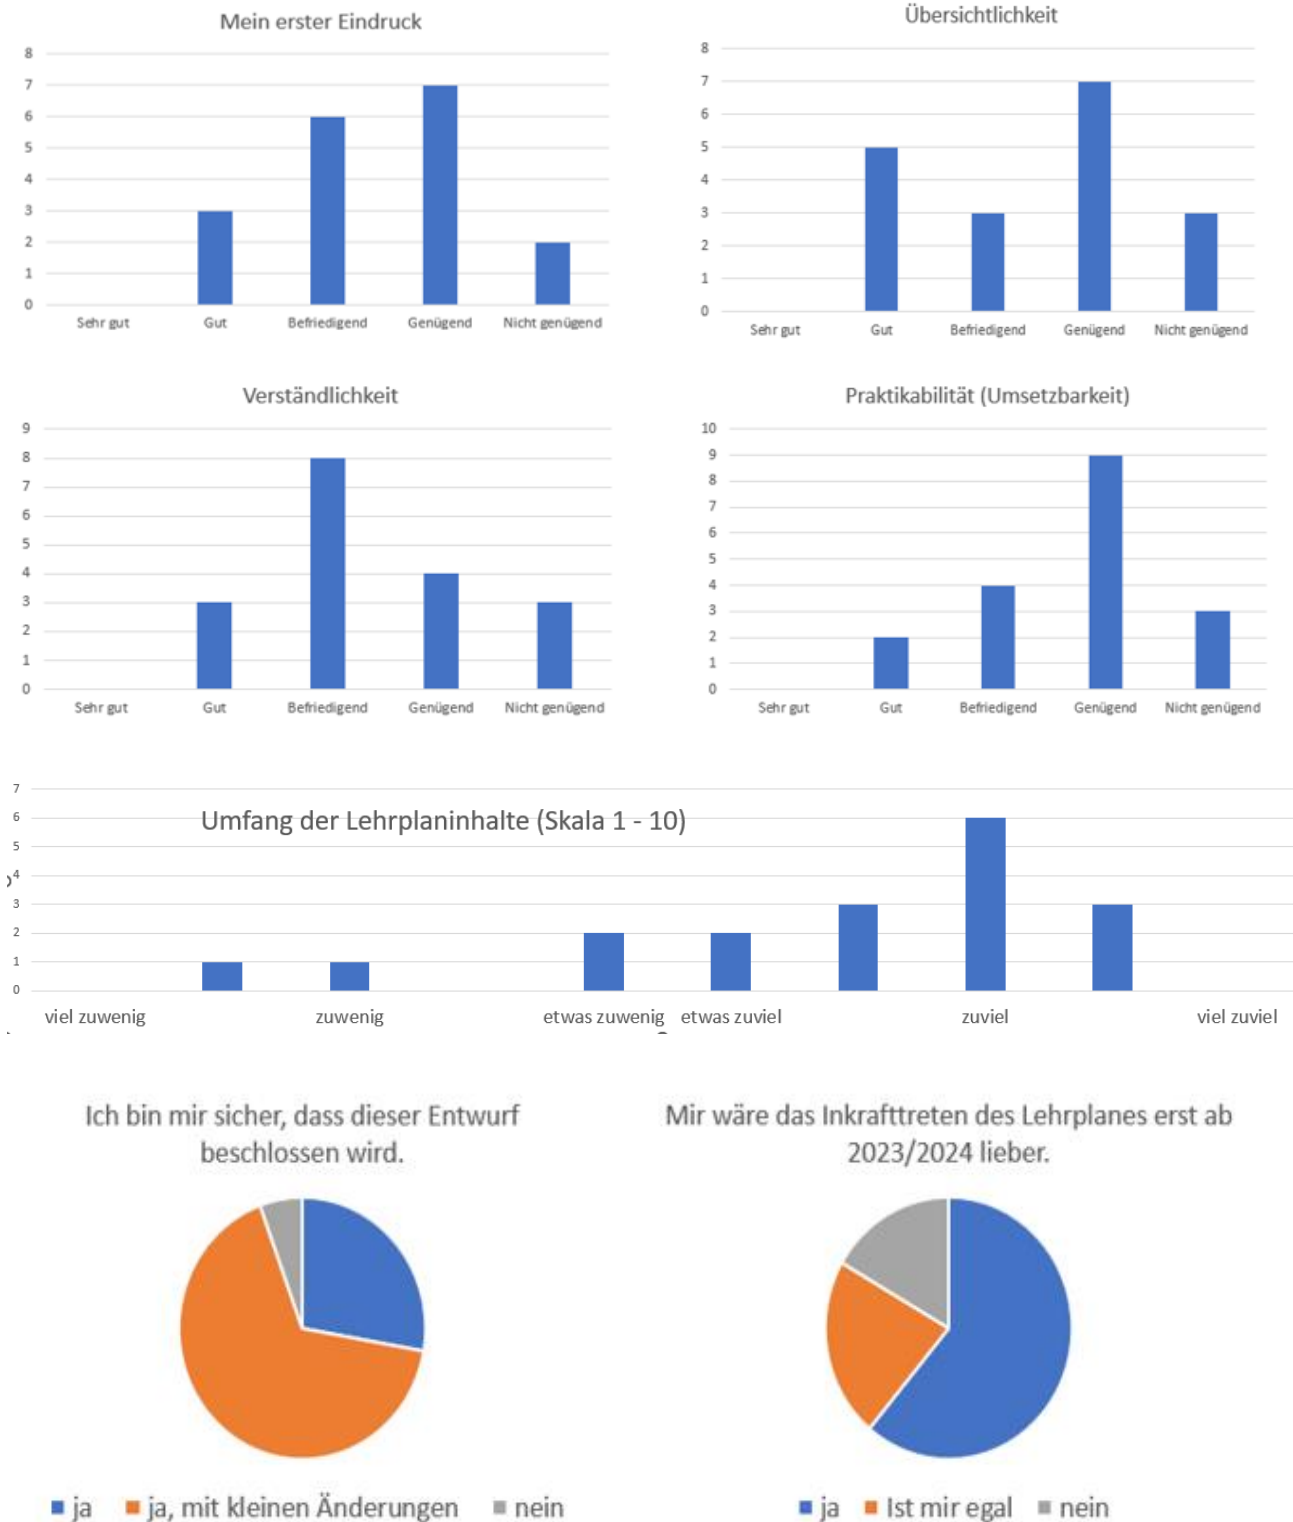 Mein erster Eindruck
8
7
6
5
4
3
2
1
0
Sehr gut Gut Befriedigend Genügend Nicht genügend
Übersichtlichkeit
8
7
6
5
4
3
2
1
0
Sehr gut Gut Befriedigend Genügend Nicht genügend
Verständlichkeit
9
8
7
6
5
4
3
2
1
0
Sehr gut Gut Befriedigend Genügend Nicht genügend
Praktikabilität (Umsetzbarkeit)
10
9
8
7
6
5
4
3
2
1
0
Sehr gut Gut Befriedigend Genügend Nicht genügend
Umfang der Lehrplaninhalte (Skala 1 - 10)
7
6
5
4
3
2
1
0
viel zuwenig zuwenig etwas zuwenig etwas zuviel zuviel viel zuviel
Ich bin mir sicher, dass dieser Entwurf
beschlossen wird.
ja ja, mit kleinen Änderungen nein
Mir wäre das Inkrafttreten des Lehrplanes erst ab
2023/2024 lieber.
ja Ist mir egal nein